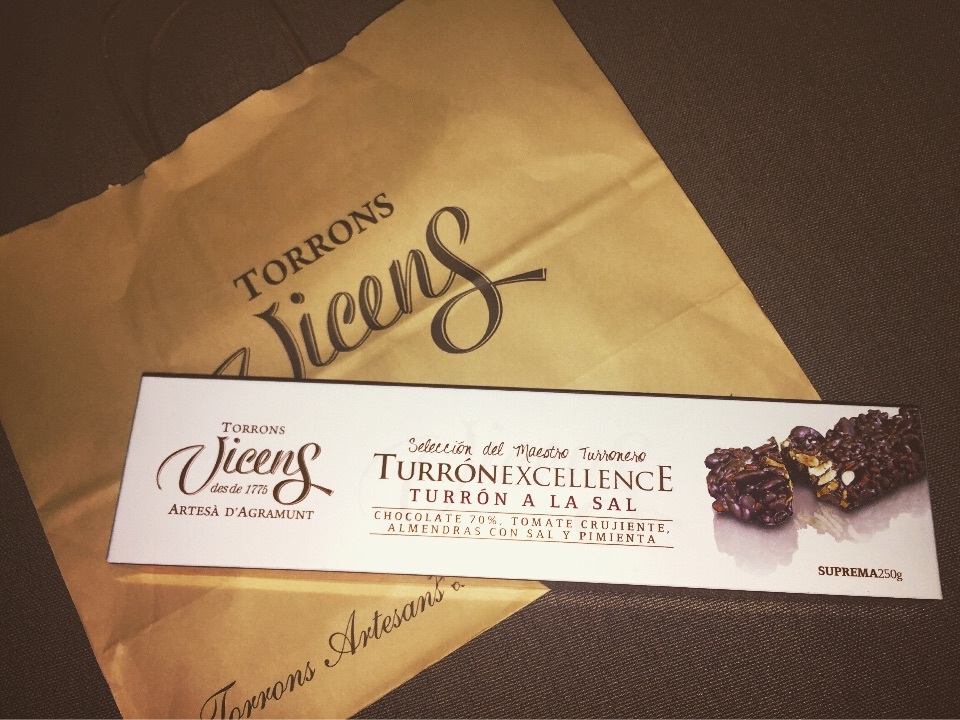 TORRONS
Vicens
TORRONS
Vicens
des de 1775
ARTESÀ D'AGRAMUNT
Selección del Maestro Turronero
TURRÓNEXCELLENCE
TURRÓN A LA SAL
CHOCOLATE 70%, TOMATE CRUJIENTE,
ALMENDRAS CON SAL Y PIMIENTA
SUPREMA250g
Torrons Artesans